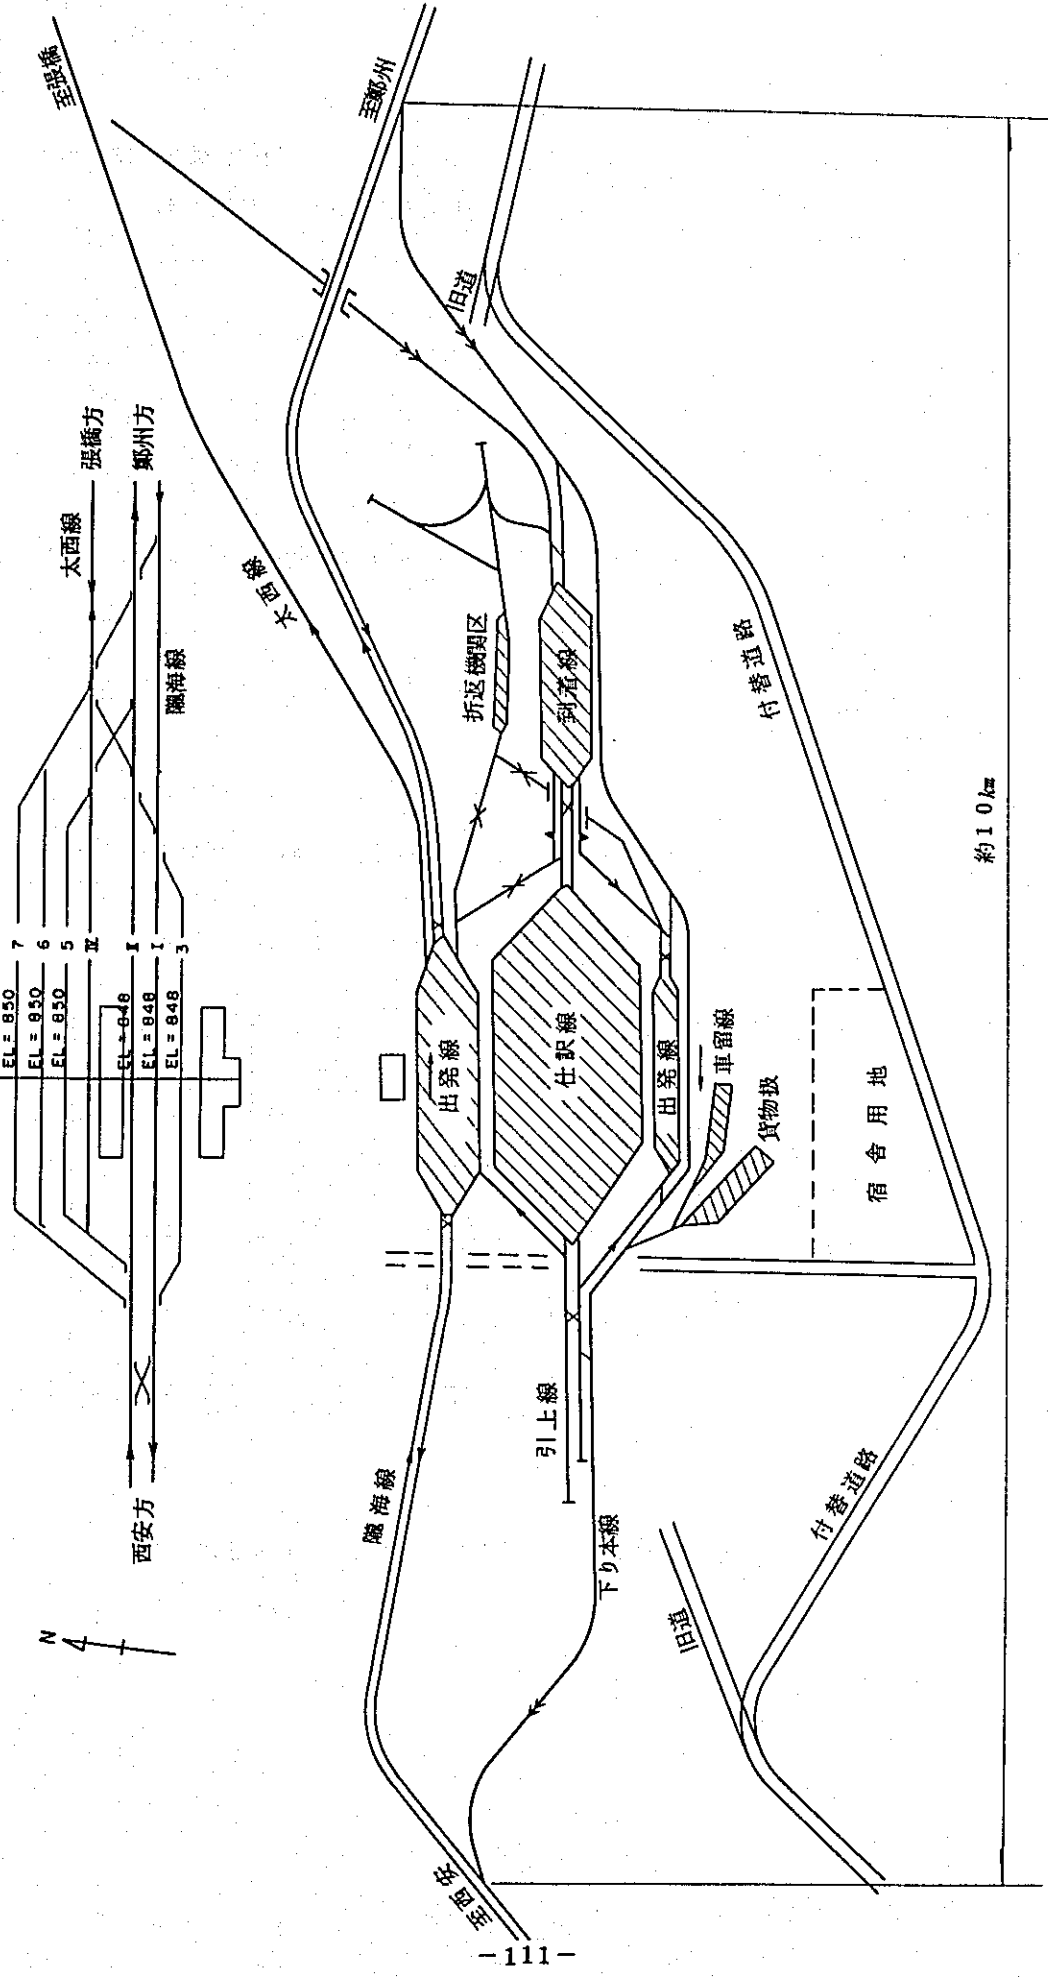 N
西安方
EL = 850 7
EL = 850 6
EL = 850 5
Ⅳ
EL = 848 Ⅱ
EL = 848 I
EL = 848 3
太西線
張橋方
鄭州方
隴海線
至張橋
至鄭州
太西線
旧道
折返機関区
到着線
出発線
仕訳線
出発線
車留線
貨物扱
宿舎用地
付替道路
隴海線
引上線
下り本線
旧道
付替道路
至西安
約10km
-111-